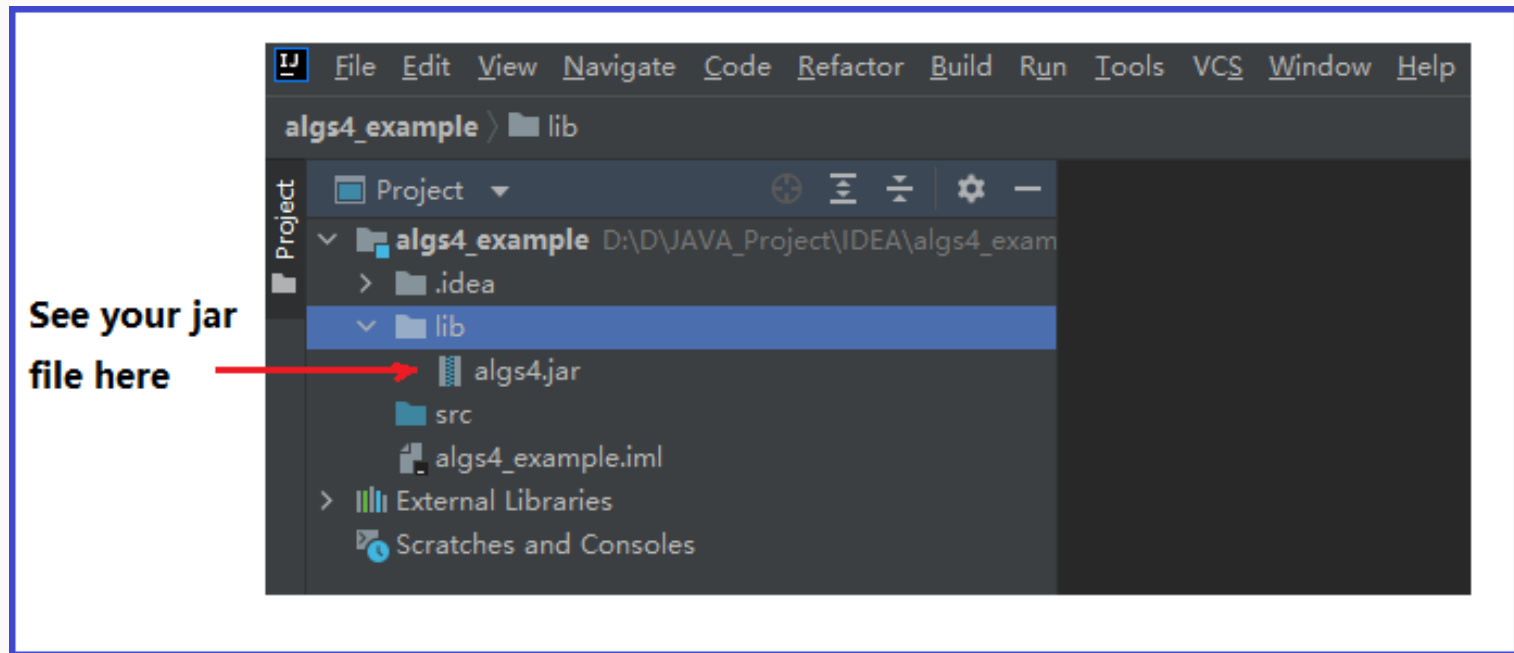 IJ File Edit View Navigate Code Refactor Build Run Tools VCS Window Help
algs4_example 〉 lib
Project
Project
algs4_example D:\D\JAVA_Project\IDEA\algs4_exam
.idea
lib
See your jar
file here
algs4.jar
src
algs4_example.iml
External Libraries
Scratches and Consoles